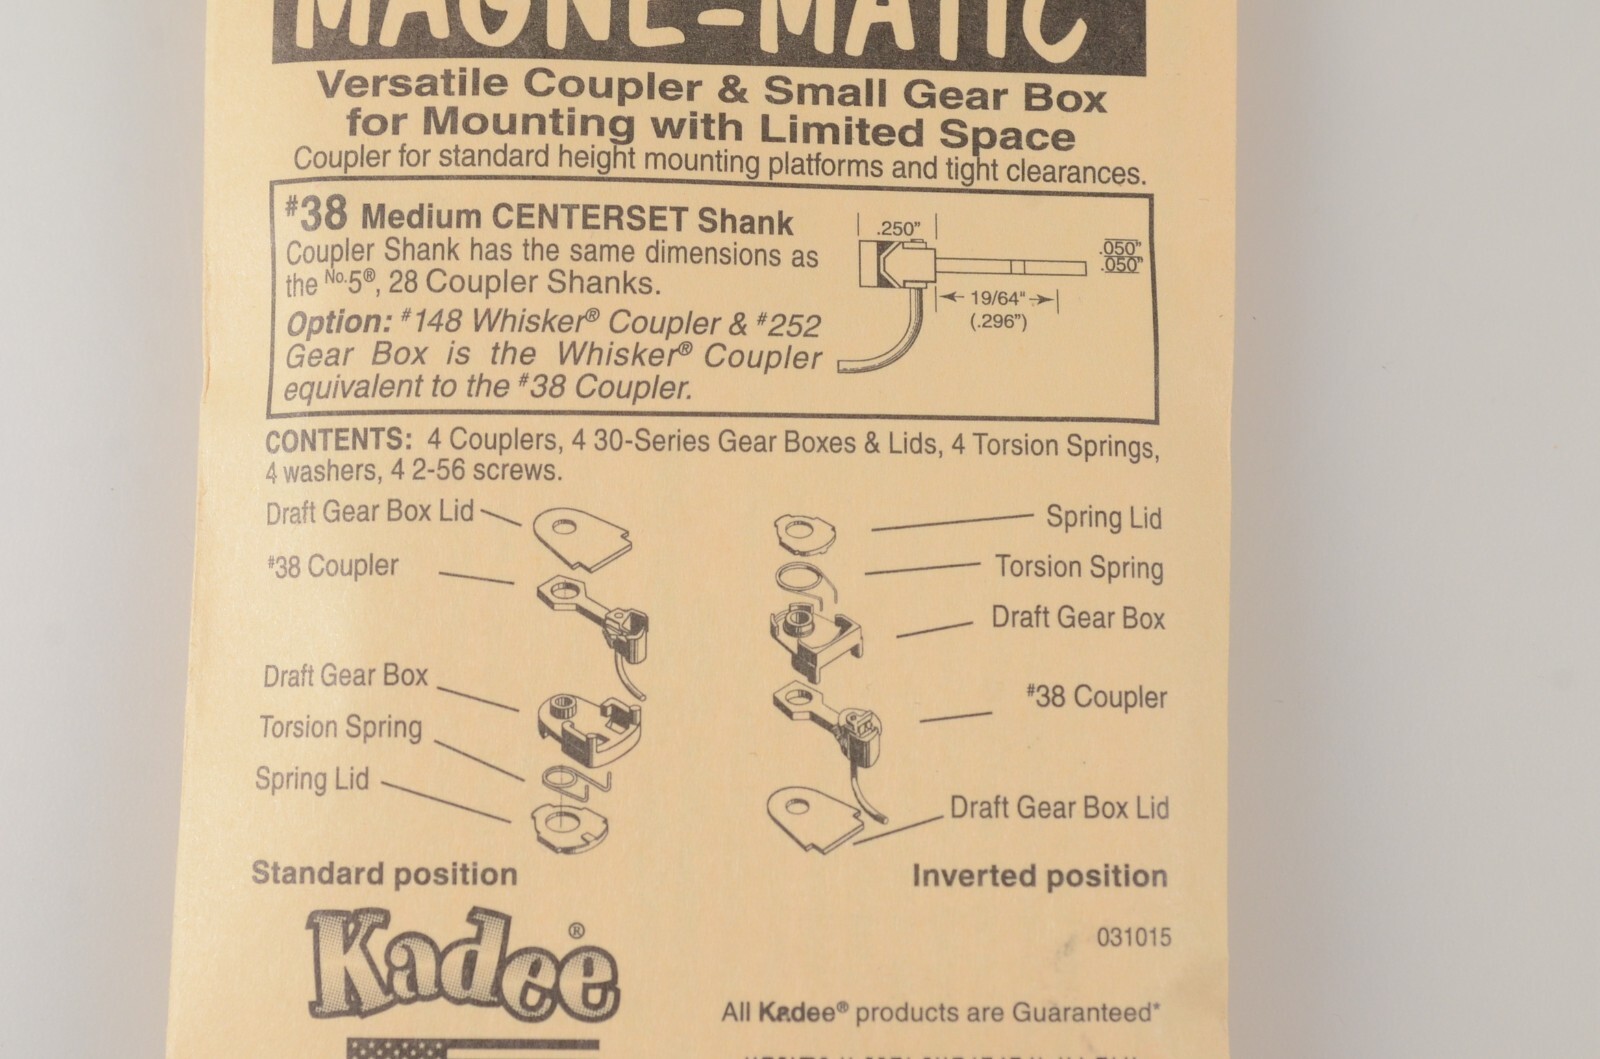 MAGNE-MATIC
Versatile Coupler & Small Gear Box
for Mounting with Limited Space
Coupler for standard height mounting platforms and tight clearances.
#38 Medium CENTERSET Shank
Coupler Shank has the same dimensions as
the No.5®, 28 Coupler Shanks.
Option: #148 Whisker® Coupler & #252
Gear Box is the Whisker® Coupler
equivalent to the #38 Coupler.
.250"
.050"
.050"
19/64"
(.296")
CONTENTS: 4 Couplers, 4 30-Series Gear Boxes & Lids, 4 Torsion Springs,
4 washers, 4 2-56 screws.
Draft Gear Box Lid
#38 Coupler
Draft Gear Box
Torsion Spring
Spring Lid
Standard position
Spring Lid
Torsion Spring
Draft Gear Box
#38 Coupler
Draft Gear Box Lid
Inverted position
Kadee®
031015
All Kadee® products are Guaranteed*